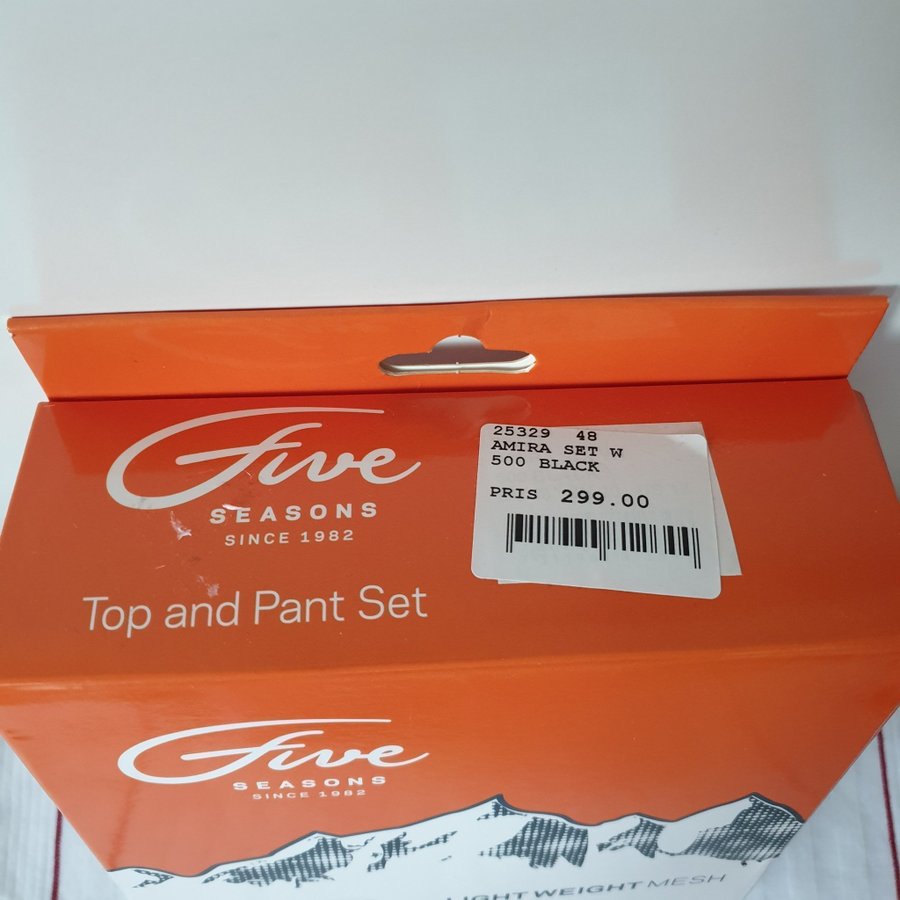 Five
SEASONS
SINCE 1982
Top and Pant Set
25329 48
AMIRA SET W
500 BLACK
PRIS 299.00
Five
SEASONS
SINCE 1982
LIGHTWEIGHT MESH